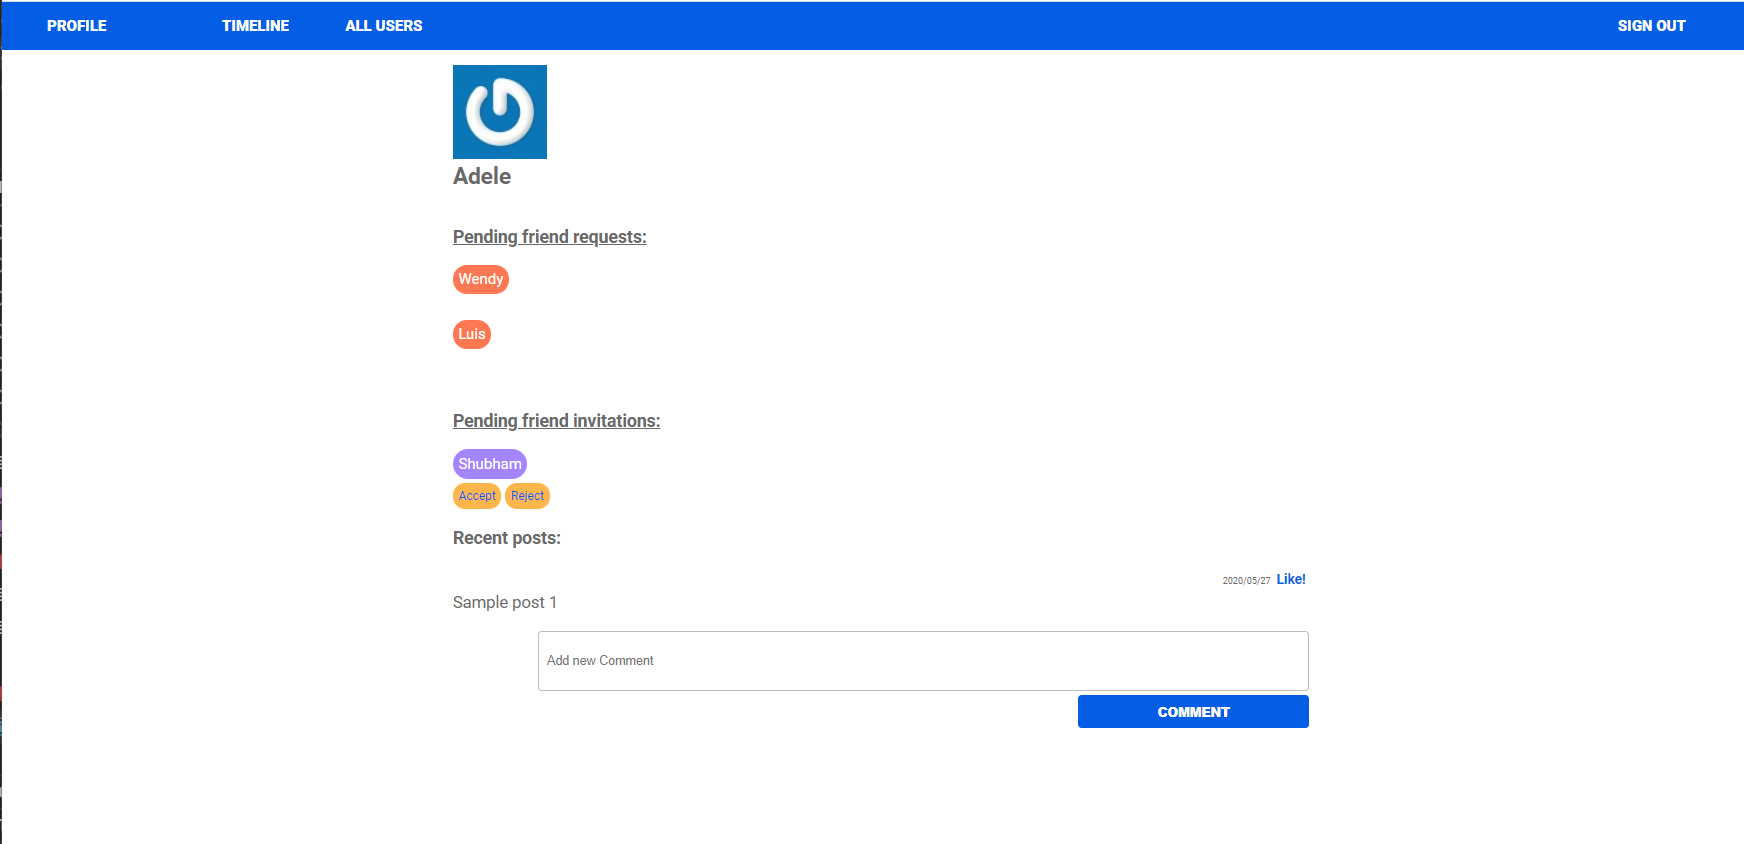 PROFILE TIMELINE ALL USERS SIGN OUT
Adele
Pending friend requests:
Wendy
Luis
Pending friend invitations:
Shubham
Accept Reject
Recent posts:
2020/05/27 Like!
Sample post 1
Add new Comment
COMMENT